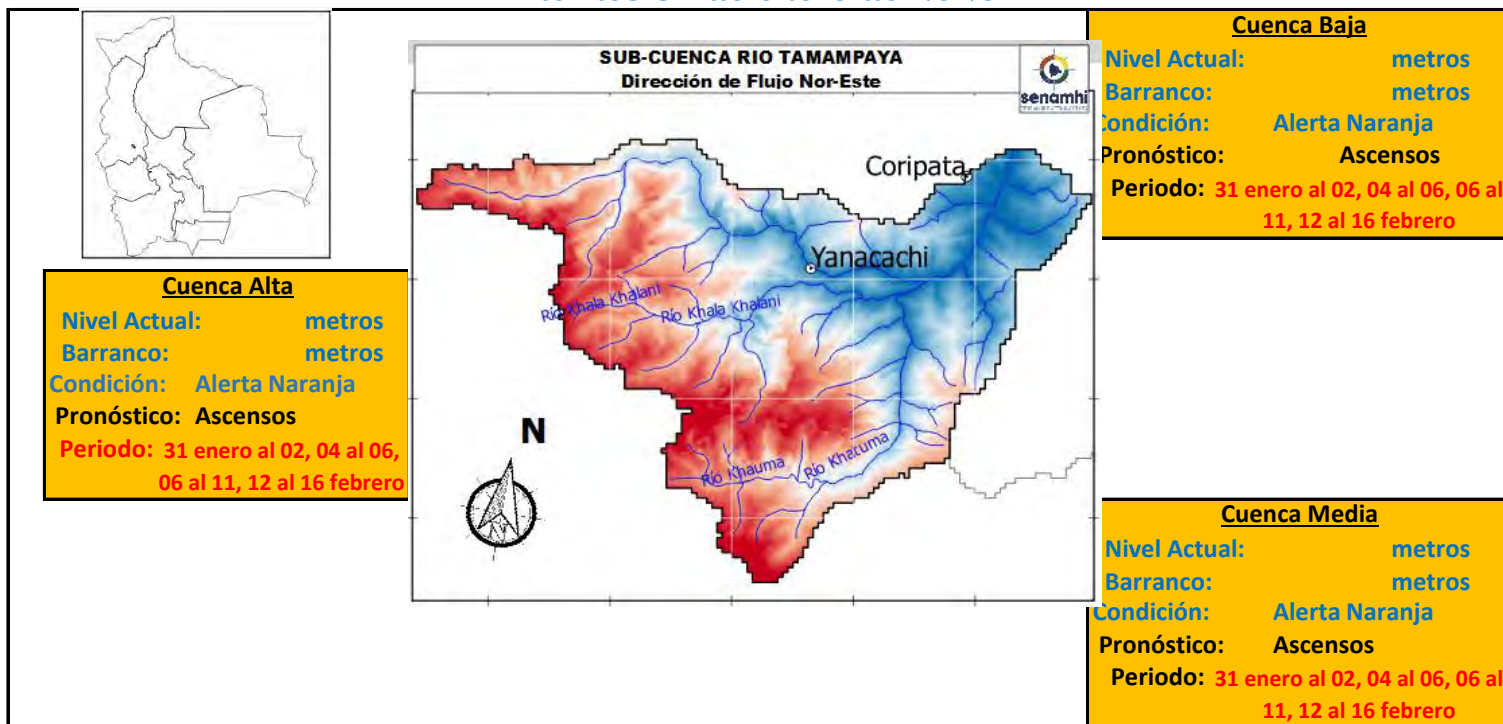 SUB-CUENCA RIO TAMAMPAYA
Dirección de Flujo Nor-Este
senamhi
Coripata
Yanacachi
Río Khala Khalani
Río Khala Khalani
Río Khauma
Río Khatuma
N
Cuenca Alta
Nivel Actual: metros
Barranco: metros
Condición: Alerta Naranja
Pronóstico: Ascensos
Periodo: 31 enero al 02, 04 al 06,
06 al 11, 12 al 16 febrero
Cuenca Baja
Nivel Actual: metros
Barranco: metros
Condición: Alerta Naranja
Pronóstico: Ascensos
Periodo: 31 enero al 02, 04 al 06, 06 al
11, 12 al 16 febrero
Cuenca Media
Nivel Actual: metros
Barranco: metros
Condición: Alerta Naranja
Pronóstico: Ascensos
Periodo: 31 enero al 02, 04 al 06, 06 al
11, 12 al 16 febrero